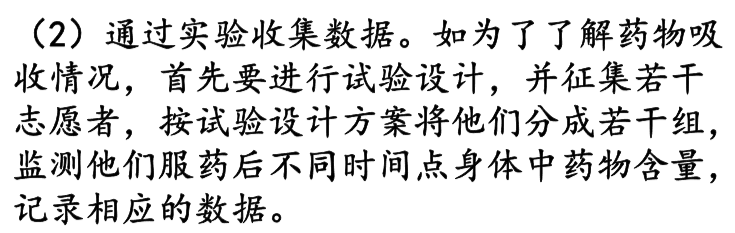 （2）通过实验收集数据。如为了了解药物吸
收情况，首先要进行试验设计，并征集若干
志愿者，按试验设计方案将他们分成若干组，
监测他们服药后不同时间点身体中药物含量，
记录相应的数据。